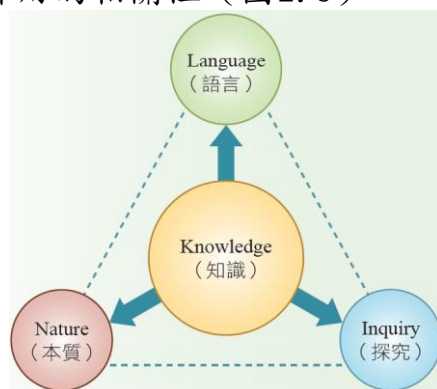 Language
（語言）
Knowledge
（知識）
Nature
（本質）
Inquiry
（探究）